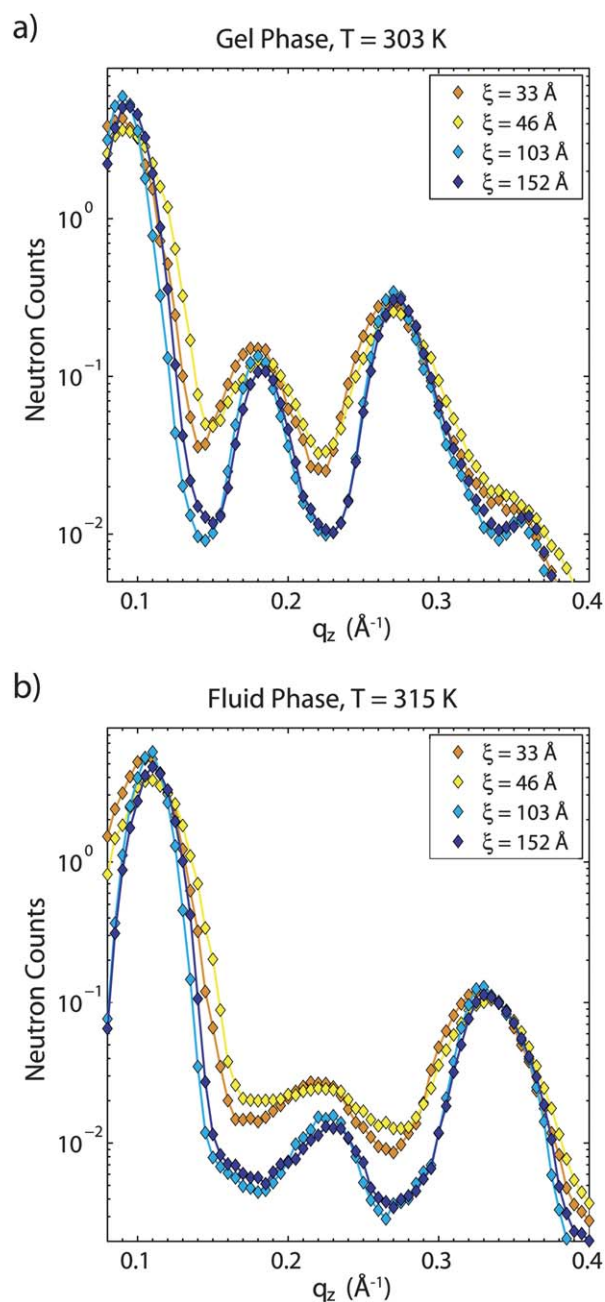 a)
Gel Phase, T = 303 K
ξ = 33 Å
ξ = 46 Å
ξ = 103 Å
ξ = 152 Å
10⁰
10⁻¹
10⁻²
Neutron Counts
0.1 0.2 0.3 0.4
q_z (Å⁻¹)
b)
Fluid Phase, T = 315 K
ξ = 33 Å
ξ = 46 Å
ξ = 103 Å
ξ = 152 Å
10⁰
10⁻¹
10⁻²
Neutron Counts
0.1 0.2 0.3 0.4
q_z (Å⁻¹)